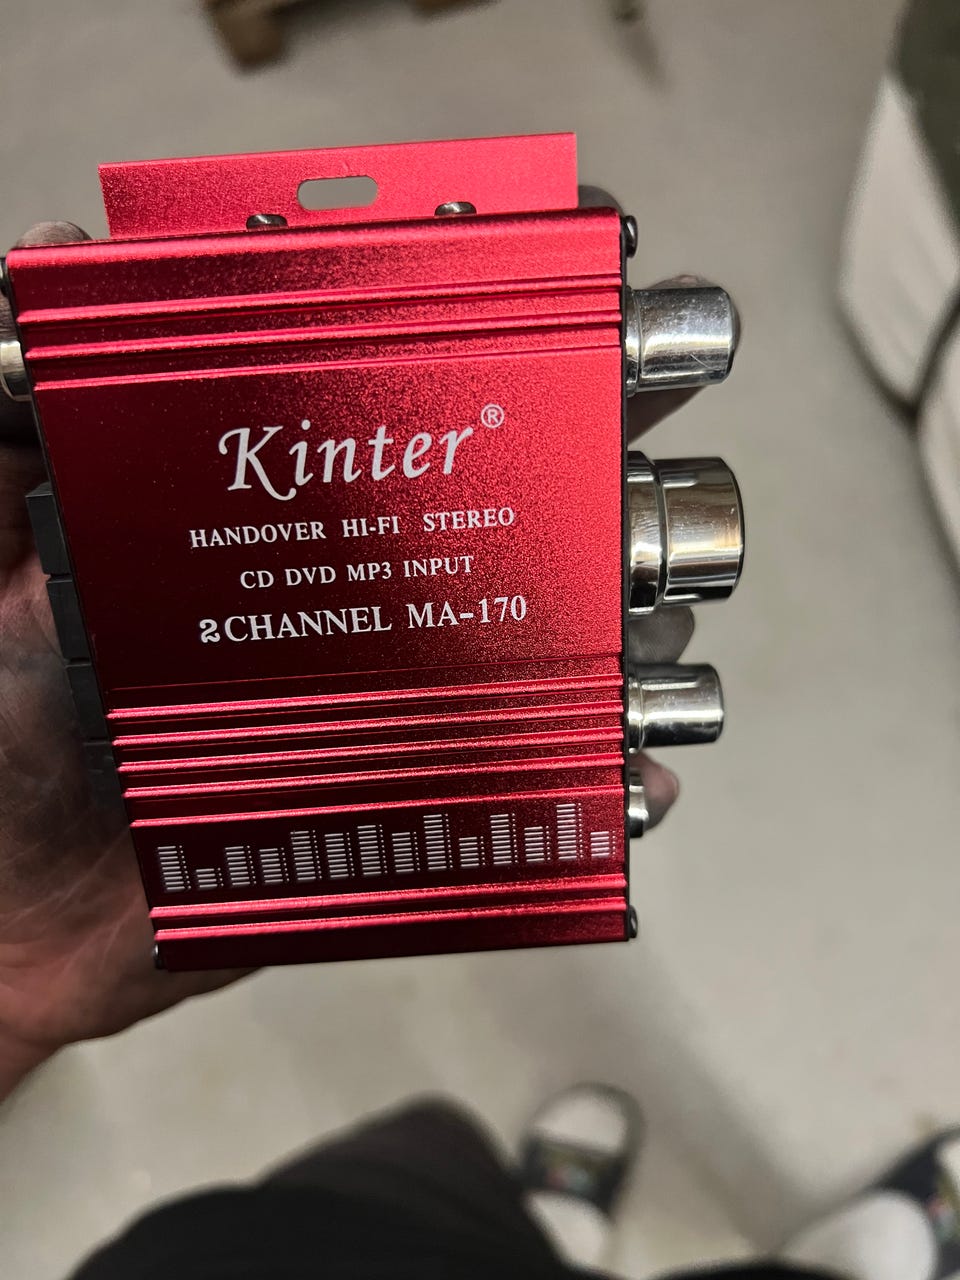 Kinter®
HANDOVER HI-FI STEREO
CD DVD MP3 INPUT
2CHANNEL MA-170